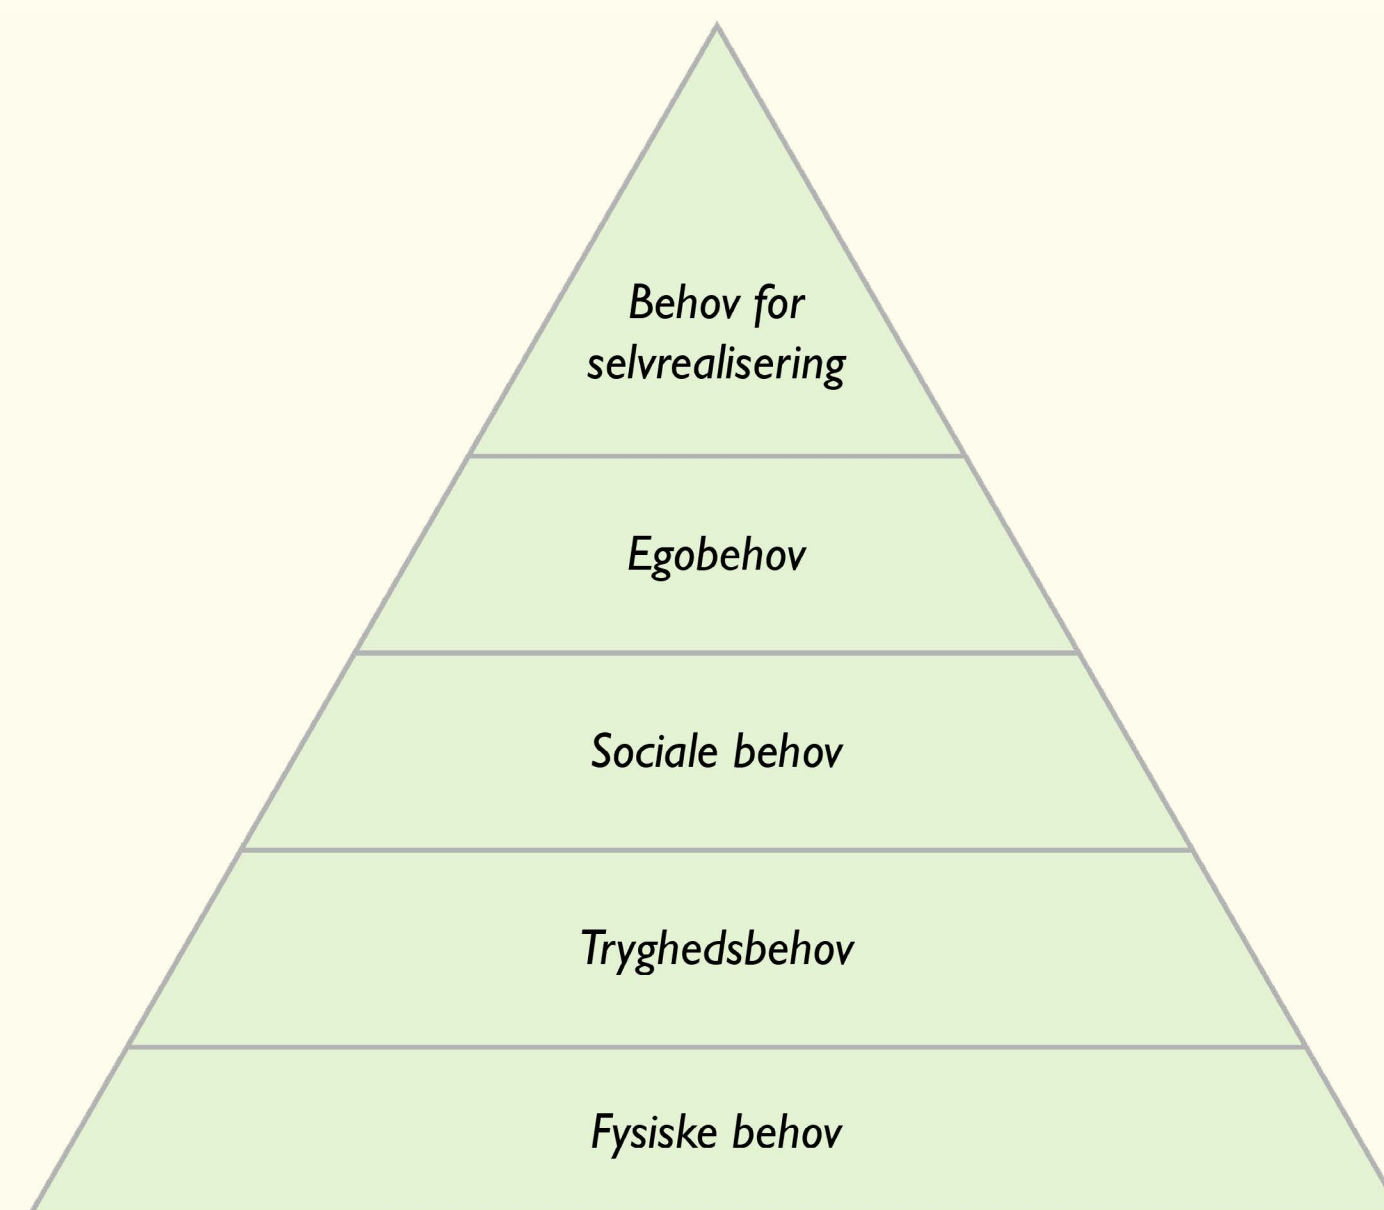 Behov for
selvrealisering
Egobehov
Sociale behov
Tryghedsbehov
Fysiske behov